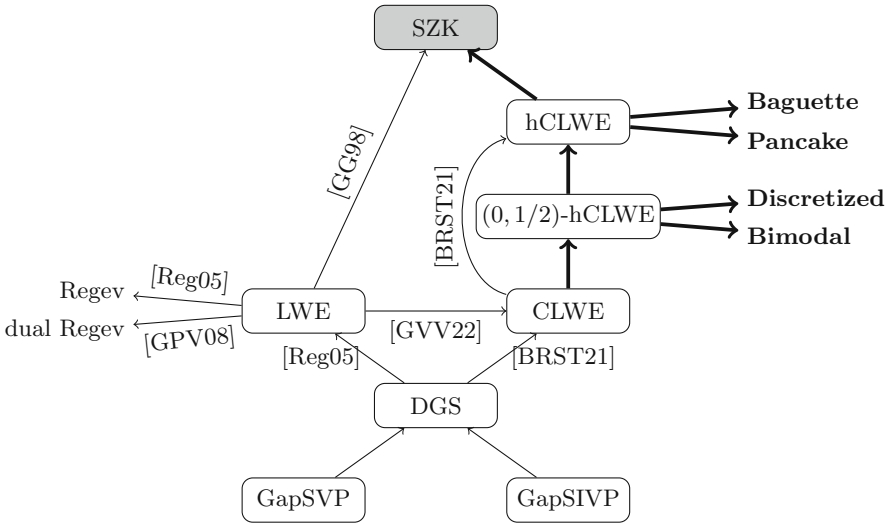 SZK
hCLWE
Baguette
Pancake
[GG98]
[BRST21]
(0, 1/2)-hCLWE
Discretized
Bimodal
Regev
[Reg05]
LWE
CLWE
dual Regev
[GPV08]
[GVV22]
[Reg05]
[BRST21]
DGS
GapSVP
GapSIVP